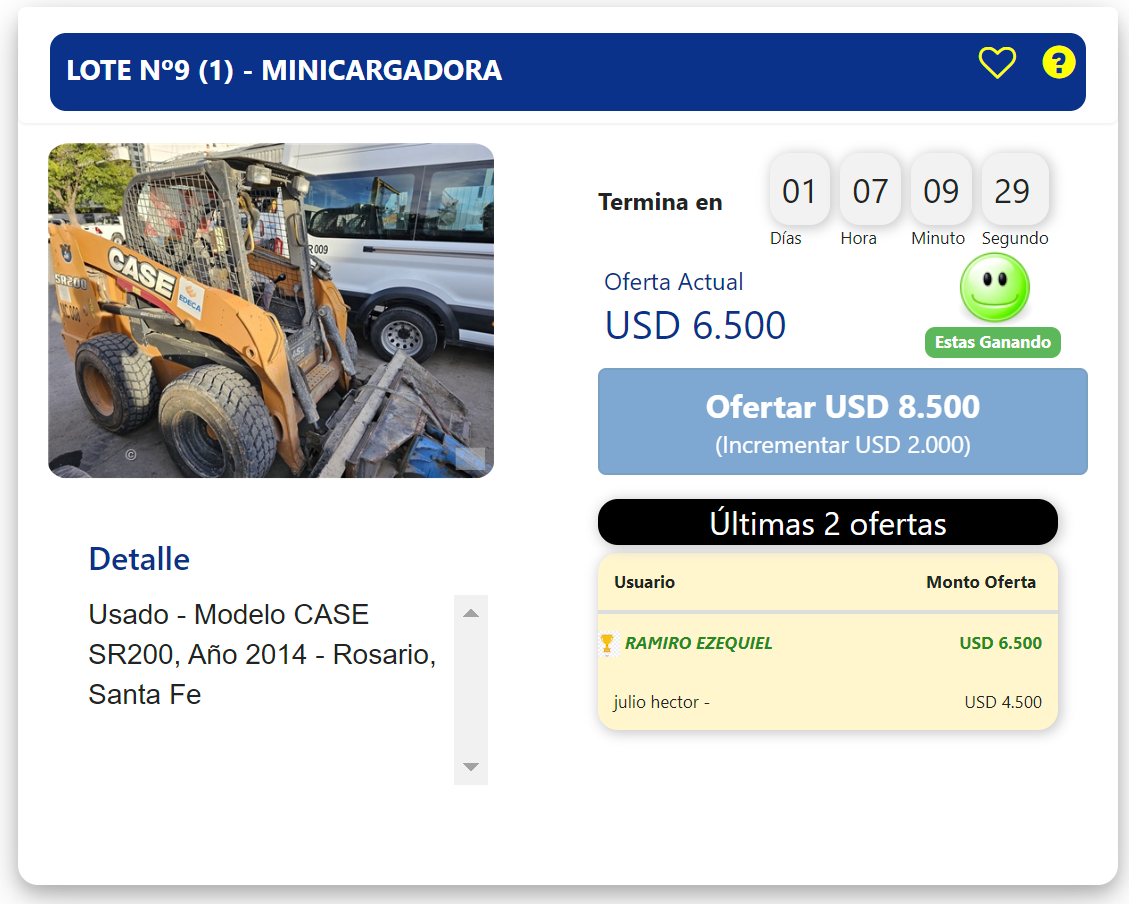 LOTE Nº9 (1) - MINICARGADORA
?
CASE
SR200
EDECA
R 009
©
Termina en
01 07 09 29
Días Hora Minuto Segundo
Oferta Actual
USD 6.500
Estas Ganando
Ofertar USD 8.500
(Incrementar USD 2.000)
Últimas 2 ofertas
Usuario Monto Oferta
RAMIRO EZEQUIEL USD 6.500
julio hector - USD 4.500
Detalle
Usado - Modelo CASE
SR200, Año 2014 - Rosario,
Santa Fe